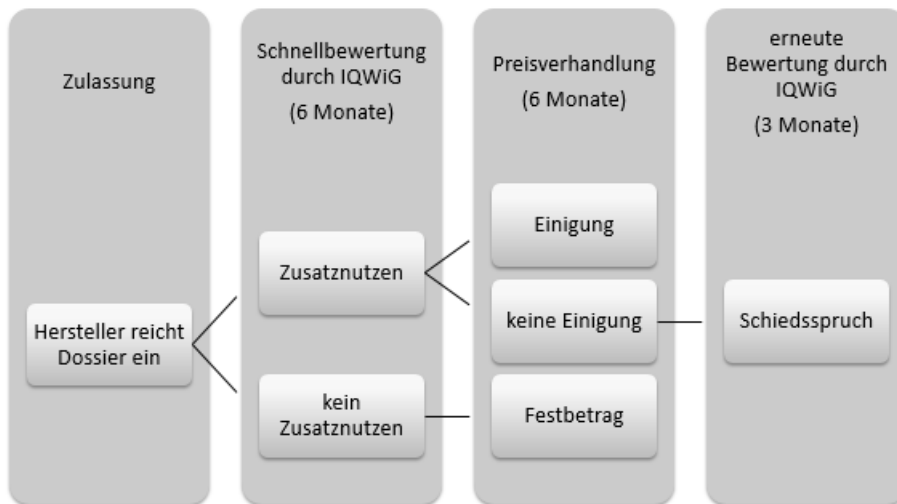 Zulassung
Hersteller reicht
Dossier ein
Schnellbewertung
durch IQWiG
(6 Monate)
Zusatznutzen
kein
Zusatznutzen
Preisverhandlung
(6 Monate)
Einigung
keine Einigung
Festbetrag
erneute
Bewertung durch
IQWiG
(3 Monate)
Schiedsspruch